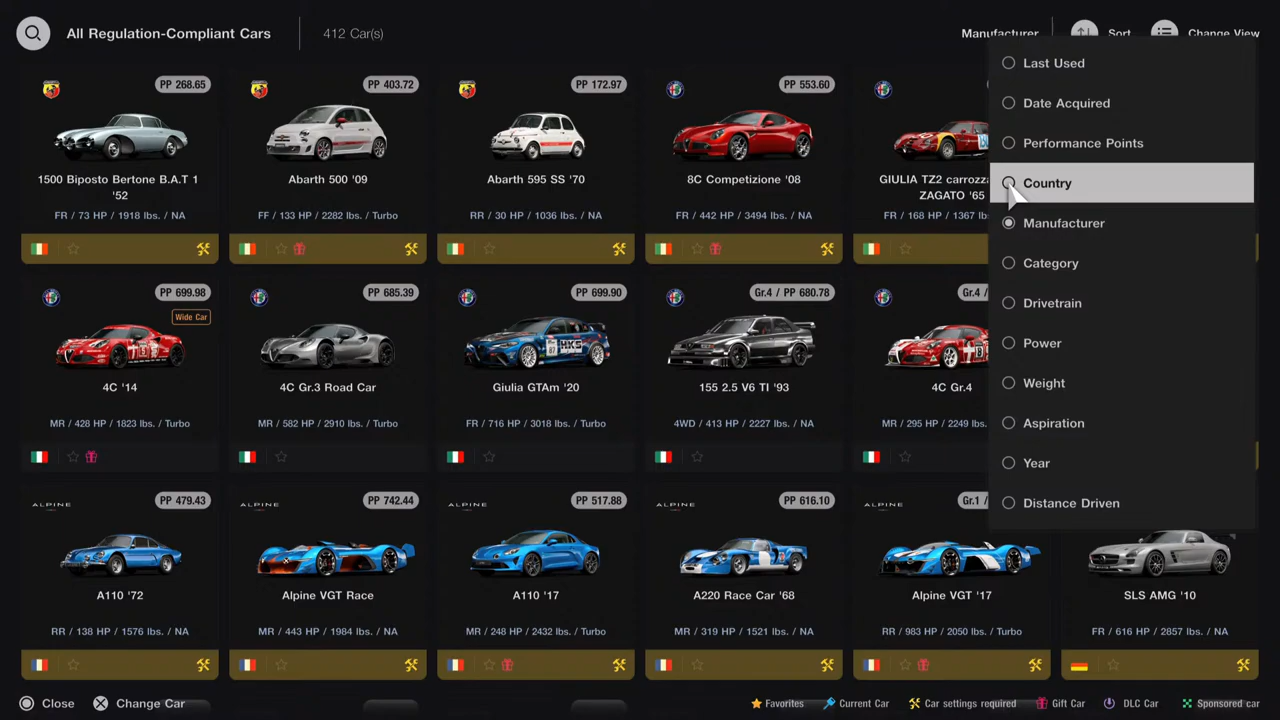 All Regulation-Compliant Cars
412 Car(s)
Manufacturer
Sort
Change View
Last Used
Date Acquired
Performance Points
Country
Manufacturer
Category
Drivetrain
Power
Weight
Aspiration
Year
Distance Driven
PP 268.65
1500 Biposto Bertone B.A.T 1
'52
FR / 73 HP / 1918 lbs. / NA
PP 403.72
Abarth 500 '09
FF / 133 HP / 2282 lbs. / Turbo
PP 172.97
Abarth 595 SS '70
RR / 30 HP / 1036 lbs. / NA
PP 553.60
8C Competizione '08
FR / 442 HP / 3494 lbs. / NA
GIULIA TZ2 carrozz
ZAGATO '65
FR / 168 HP / 1367 lbs.
PP 699.98
Wide Car
4C '14
MR / 428 HP / 1823 lbs. / Turbo
PP 685.39
4C Gr.3 Road Car
MR / 582 HP / 2910 lbs. / Turbo
PP 699.90
Giulia GTAm '20
FR / 716 HP / 3018 lbs. / Turbo
Gr.4 / PP 680.78
155 2.5 V6 TI '93
4WD / 413 HP / 2227 lbs. / NA
Gr.4 /
4C Gr.4
MR / 295 HP / 2249 lbs.
ALPINE
PP 479.43
A110 '72
RR / 138 HP / 1576 lbs. / NA
ALPINE
PP 742.44
Alpine VGT Race
MR / 443 HP / 1984 lbs. / NA
ALPINE
PP 517.88
A110 '17
MR / 248 HP / 2432 lbs. / Turbo
ALPINE
PP 616.10
A220 Race Car '68
MR / 319 HP / 1521 lbs. / NA
ALPINE
Gr.1 /
Alpine VGT '17
RR / 983 HP / 2050 lbs. / Turbo
SLS AMG '10
FR / 616 HP / 2857 lbs. / NA
Close
Change Car
Favorites
Current Car
Car settings required
Gift Car
DLC Car
Sponsored car